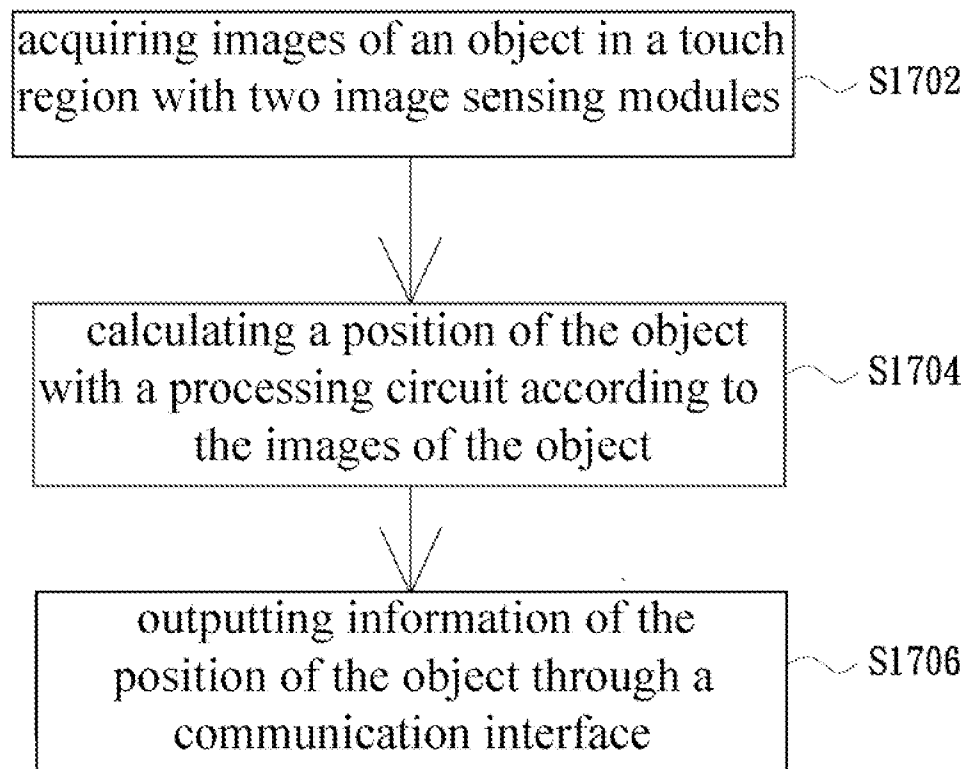 acquiring images of an object in a touch
region with two image sensing modules
S1702
calculating a position of the object
with a processing circuit according to
the images of the object
S1704
outputting information of the
position of the object through a
communication interface
S1706